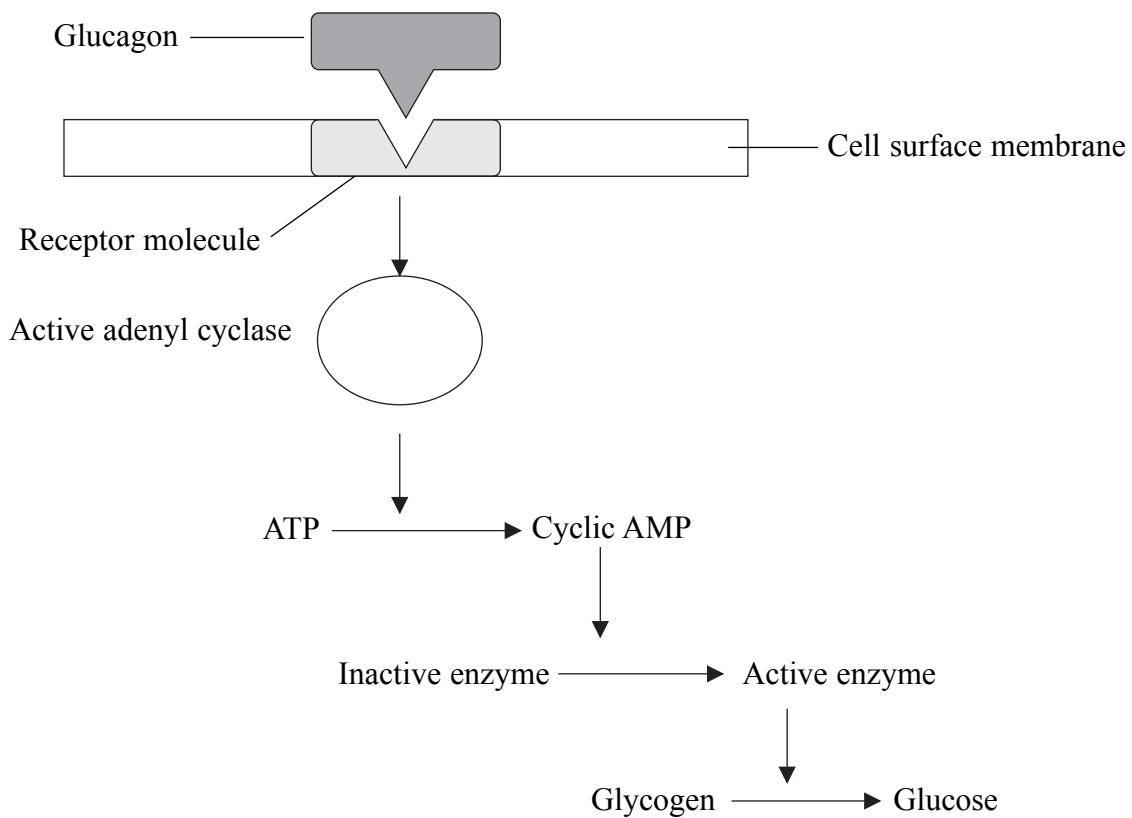 Glucagon
Cell surface membrane
Receptor molecule
Active adenyl cyclase
ATP
Cyclic AMP
Inactive enzyme
Active enzyme
Glycogen
Glucose